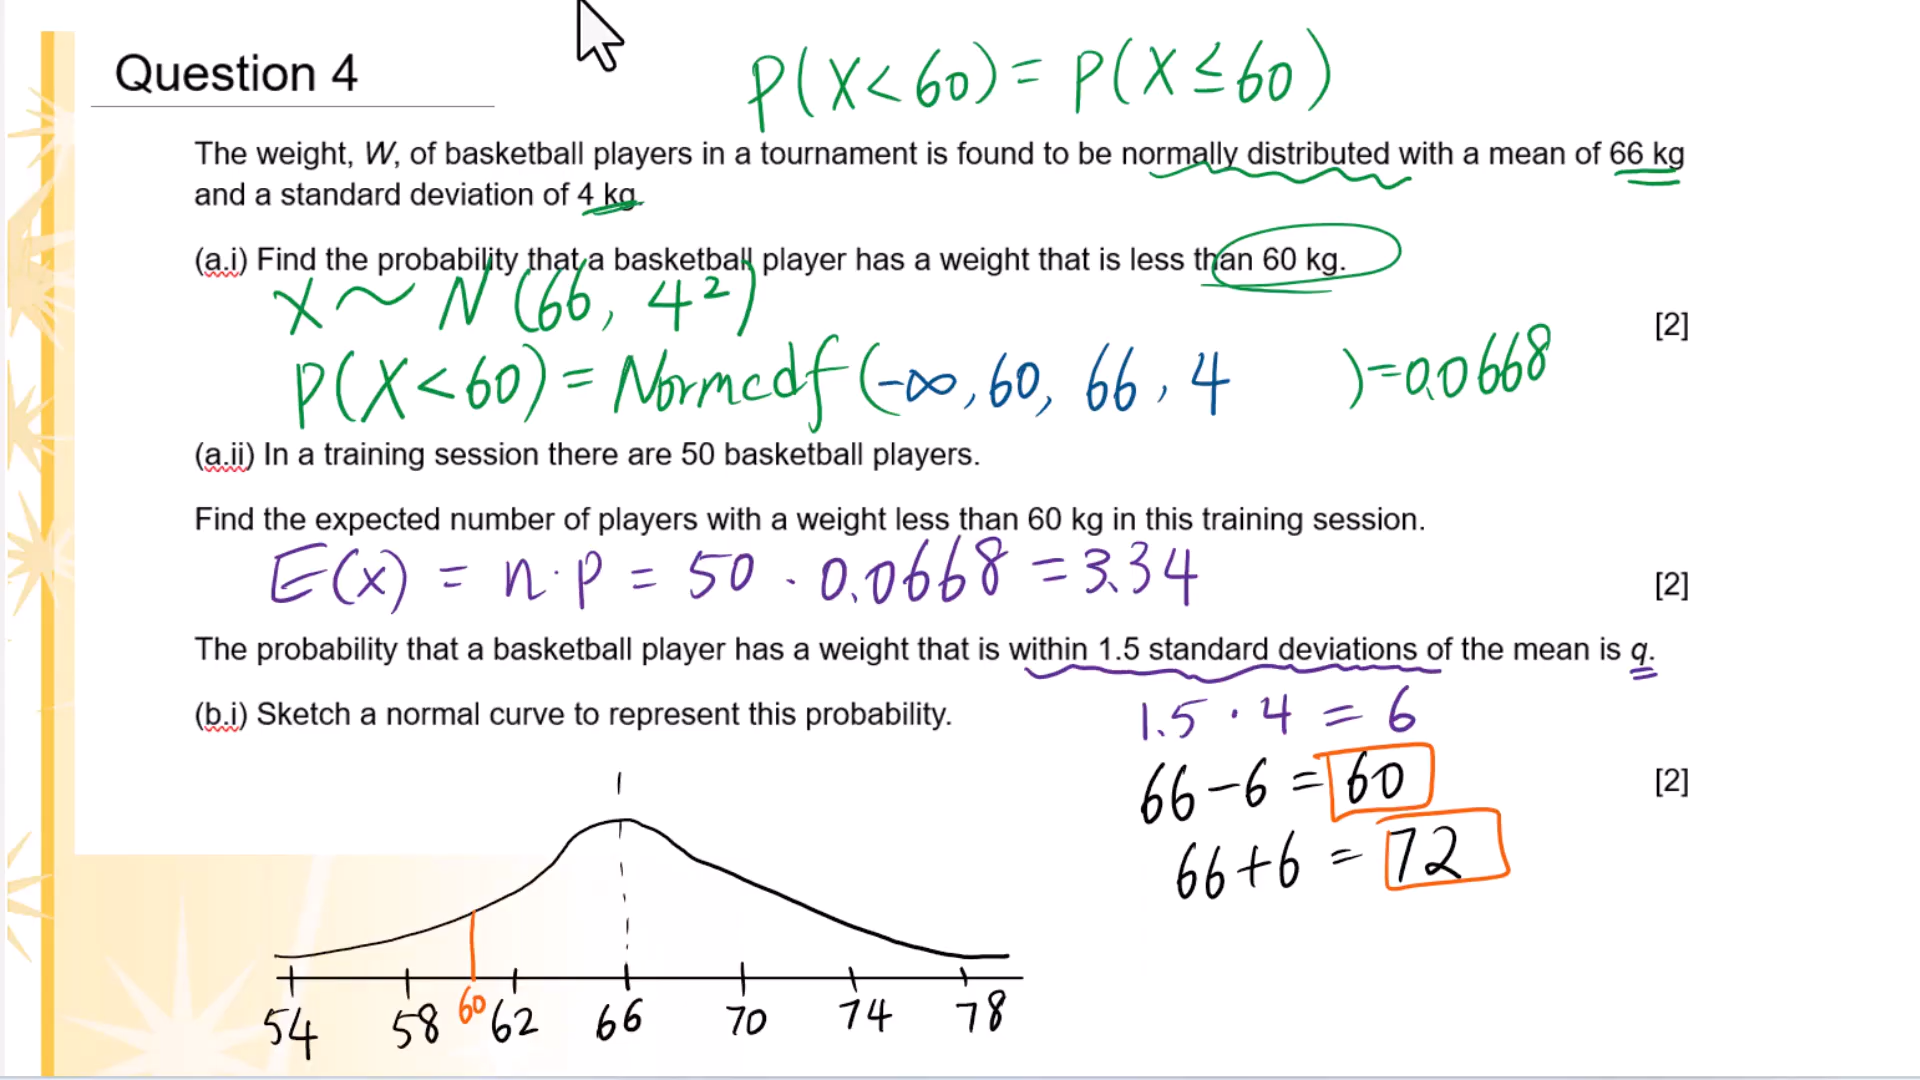 Question 4
P(X<60) = P(X≤60)
The weight, W, of basketball players in a tournament is found to be normally distributed with a mean of 66 kg
and a standard deviation of 4 kg.
(a.i) Find the probability that a basketball player has a weight that is less than 60 kg.
X ~ N(66, 4²)
[2]
P(X<60) = Normcdf(-∞, 60, 66, 4 ) = 0.0668
(a.ii) In a training session there are 50 basketball players.
Find the expected number of players with a weight less than 60 kg in this training session.
E(x) = n · p = 50 · 0.0668 = 3.34
[2]
The probability that a basketball player has a weight that is within 1.5 standard deviations of the mean is q.
(b.i) Sketch a normal curve to represent this probability.
1.5 · 4 = 6
66 - 6 = 60
[2]
66 + 6 = 72
54 58 60 62 66 70 74 78